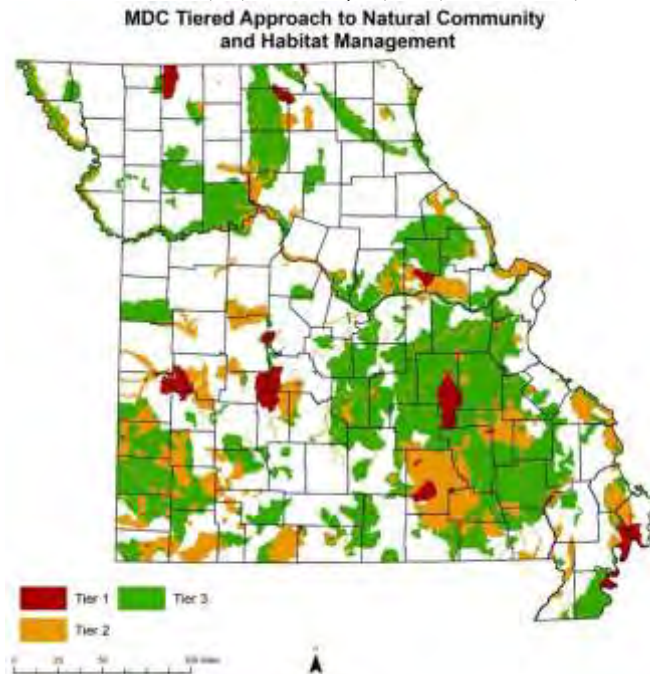 MDC Tiered Approach to Natural Community
and Habitat Management
Tier 1
Tier 3
Tier 2
0 25 50 100 Miles